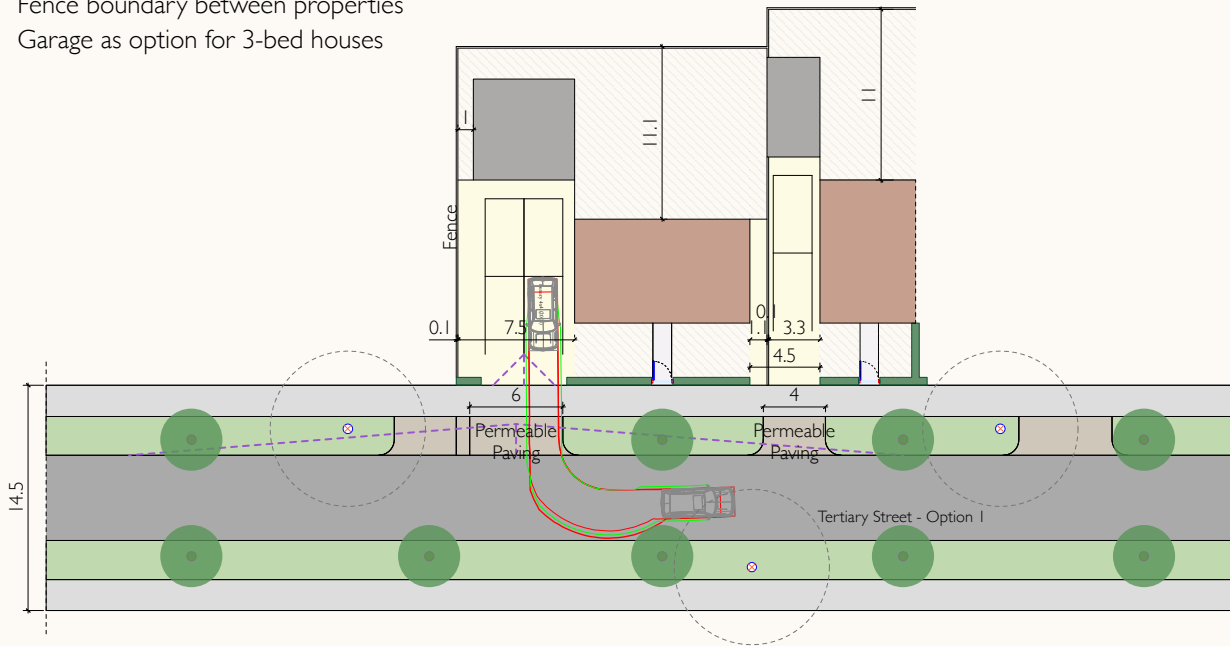 Fence boundary between properties
Garage as option for 3-bed houses
1
11.1
11
Fence
0.1
7.5
0.1
1.1
3.3
4.5
6
4
Permeable
Paving
Permeable
Paving
14.5
Tertiary Street - Option 1